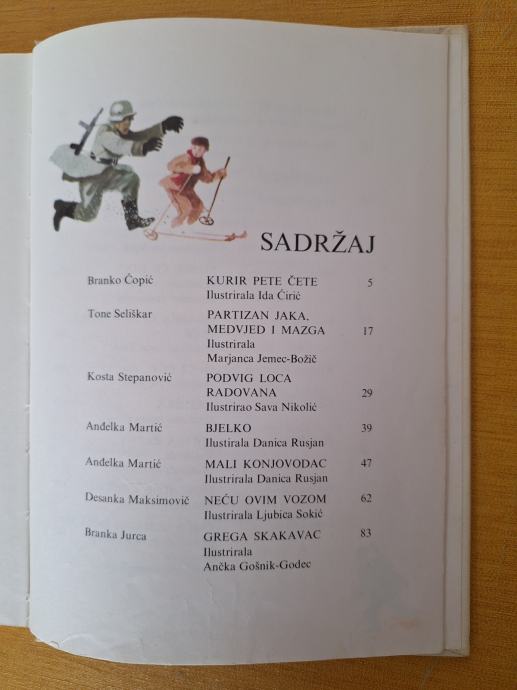 SADRŽAJ
Branko Ćopić KURIR PETE ČETE 5
Ilustrirala Ida Ćirić
Tone Seliškar PARTIZAN JAKA,
MEDVJED I MAZGA 17
Ilustrirala
Marjanca Jemec-Božič
Kosta Stepanović PODVIG LOCA
RADOVANA 29
Ilustrirao Sava Nikolić
Anđelka Martić BJELKO 39
Ilustirala Danica Rusjan
Anđelka Martić MALI KONJOVODAC 47
Ilustrirala Danica Rusjan
Desanka Maksimovič NEĆU OVIM VOZOM 62
Ilustrirala Ljubica Sokić
Branka Jurca GREGA SKAKAVAC 83
Ilustrirala
Ančka Gošnik-Godec